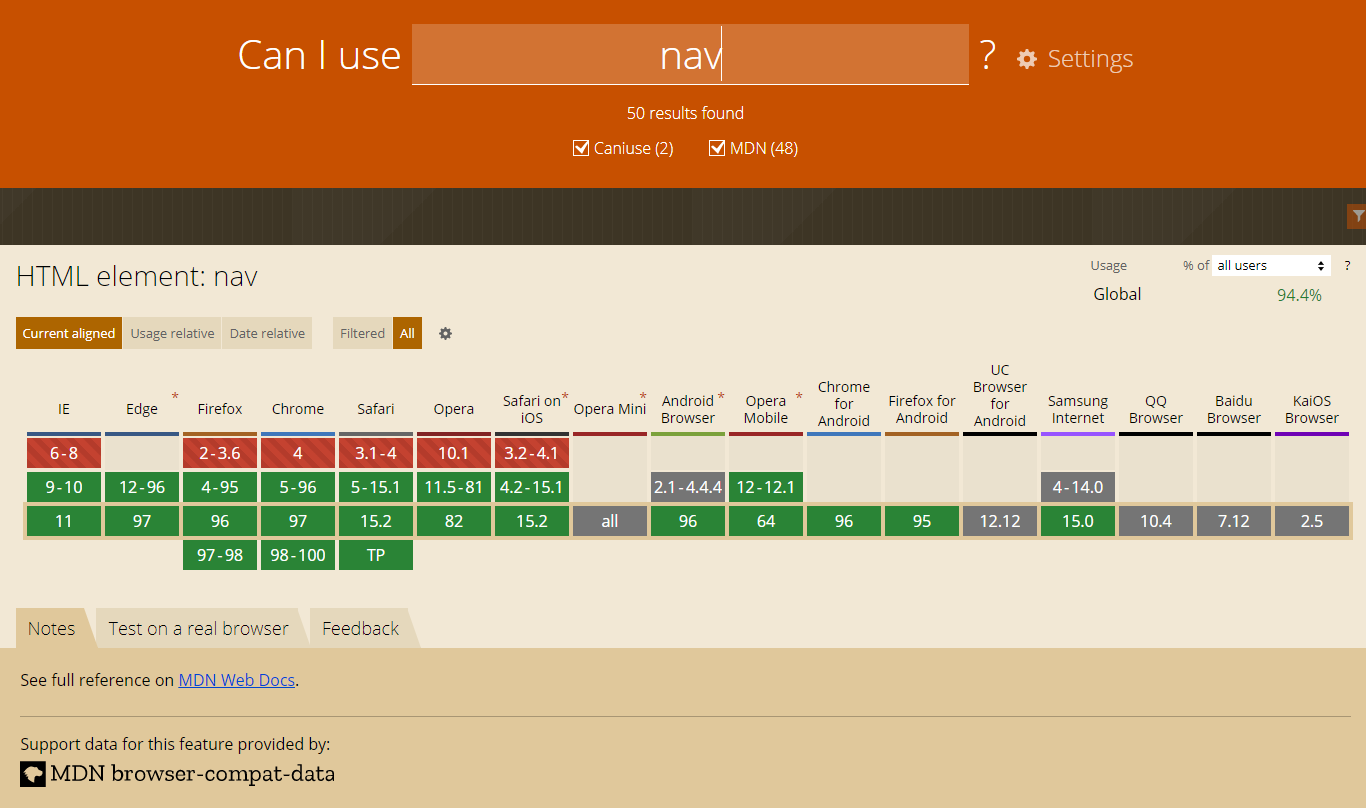 Can I use nav ? Settings
50 results found
Caniuse (2) MDN (48)
HTML element: nav
Usage % of all users ?
Global 94.4%
Current aligned Usage relative Date relative Filtered All
IE Edge * Firefox Chrome Safari Opera Safari on iOS * Opera Mini * Android Browser * Opera Mobile * Chrome for Android Firefox for Android UC Browser for Android Samsung Internet QQ Browser Baidu Browser KaiOS Browser
6-8 2-3.6 4 3.1-4 10.1 3.2-4.1
9-10 12-96 4-95 5-96 5-15.1 11.5-81 4.2-15.1 2.1-4.4.4 12-12.1 4-14.0
11 97 96 97 15.2 82 15.2 all 96 64 96 95 12.12 15.0 10.4 7.12 2.5
97-98 98-100 TP
Notes Test on a real browser Feedback
See full reference on MDN Web Docs.
Support data for this feature provided by:
MDN browser-compat-data